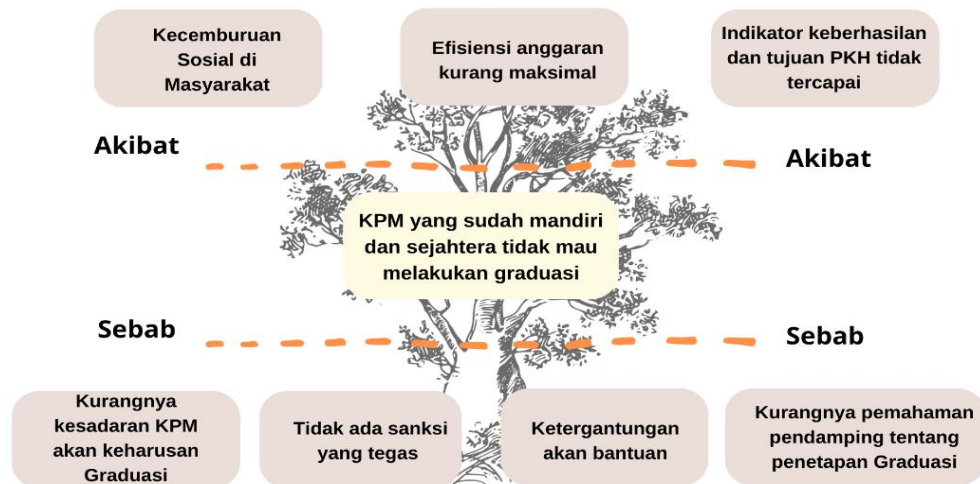 Kecemburuan
Sosial di
Masyarakat
Efisiensi anggaran
kurang maksimal
Indikator keberhasilan
dan tujuan PKH tidak
tercapai
Akibat
Akibat
KPM yang sudah mandiri
dan sejahtera tidak mau
melakukan graduasi
Sebab
Sebab
Kurangnya
kesadaran KPM
akan keharusan
Graduasi
Tidak ada sanksi
yang tegas
Ketergantungan
akan bantuan
Kurangnya pemahaman
pendamping tentang
penetapan Graduasi